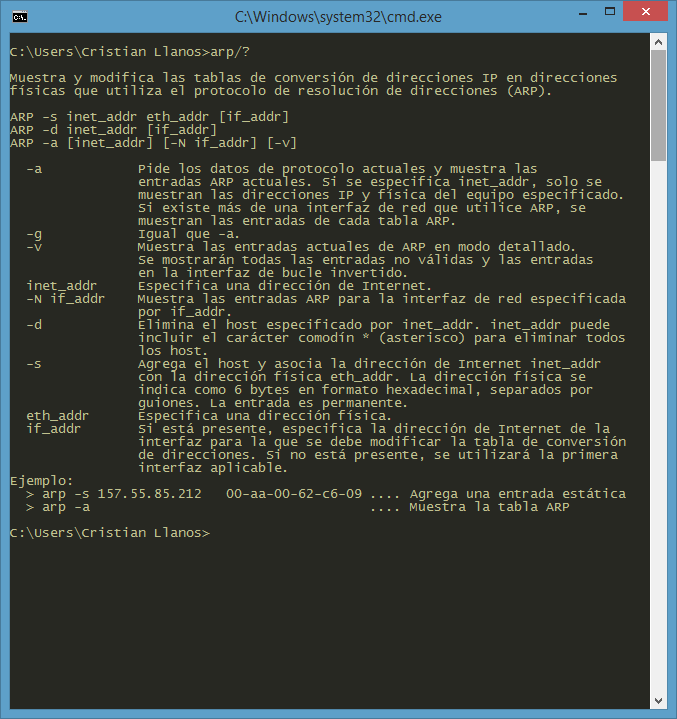 C:\Windows\system32\cmd.exe
C:\Users\Cristian Llanos>arp/?
Muestra y modifica las tablas de conversión de direcciones IP en direcciones
físicas que utiliza el protocolo de resolución de direcciones (ARP).
ARP -s inet_addr eth_addr [if_addr]
ARP -d inet_addr [if_addr]
ARP -a [inet_addr] [-N if_addr] [-v]
-a Pide los datos de protocolo actuales y muestra las
entradas ARP actuales. Si se especifica inet_addr, solo se
muestran las direcciones IP y física del equipo especificado.
Si existe más de una interfaz de red que utilice ARP, se
muestran las entradas de cada tabla ARP.
-g Igual que -a.
-v Muestra las entradas actuales de ARP en modo detallado.
Se mostrarán todas las entradas no válidas y las entradas
en la interfaz de bucle invertido.
inet_addr Especifica una dirección de Internet.
-N if_addr Muestra las entradas ARP para la interfaz de red especificada
por if_addr.
-d Elimina el host especificado por inet_addr. inet_addr puede
incluir el carácter comodín * (asterisco) para eliminar todos
los host.
-s Agrega el host y asocia la dirección de Internet inet_addr
con la dirección física eth_addr. La dirección física se
indica como 6 bytes en formato hexadecimal, separados por
guiones. La entrada es permanente.
eth_addr Especifica una dirección física.
if_addr Si está presente, especifica la dirección de Internet de la
interfaz para la que se debe modificar la tabla de conversión
de direcciones. Si no está presente, se utilizará la primera
interfaz aplicable.
Ejemplo:
> arp -s 157.55.85.212 00-aa-00-62-c6-09 .... Agrega una entrada estática
> arp -a .... Muestra la tabla ARP
C:\Users\Cristian Llanos>